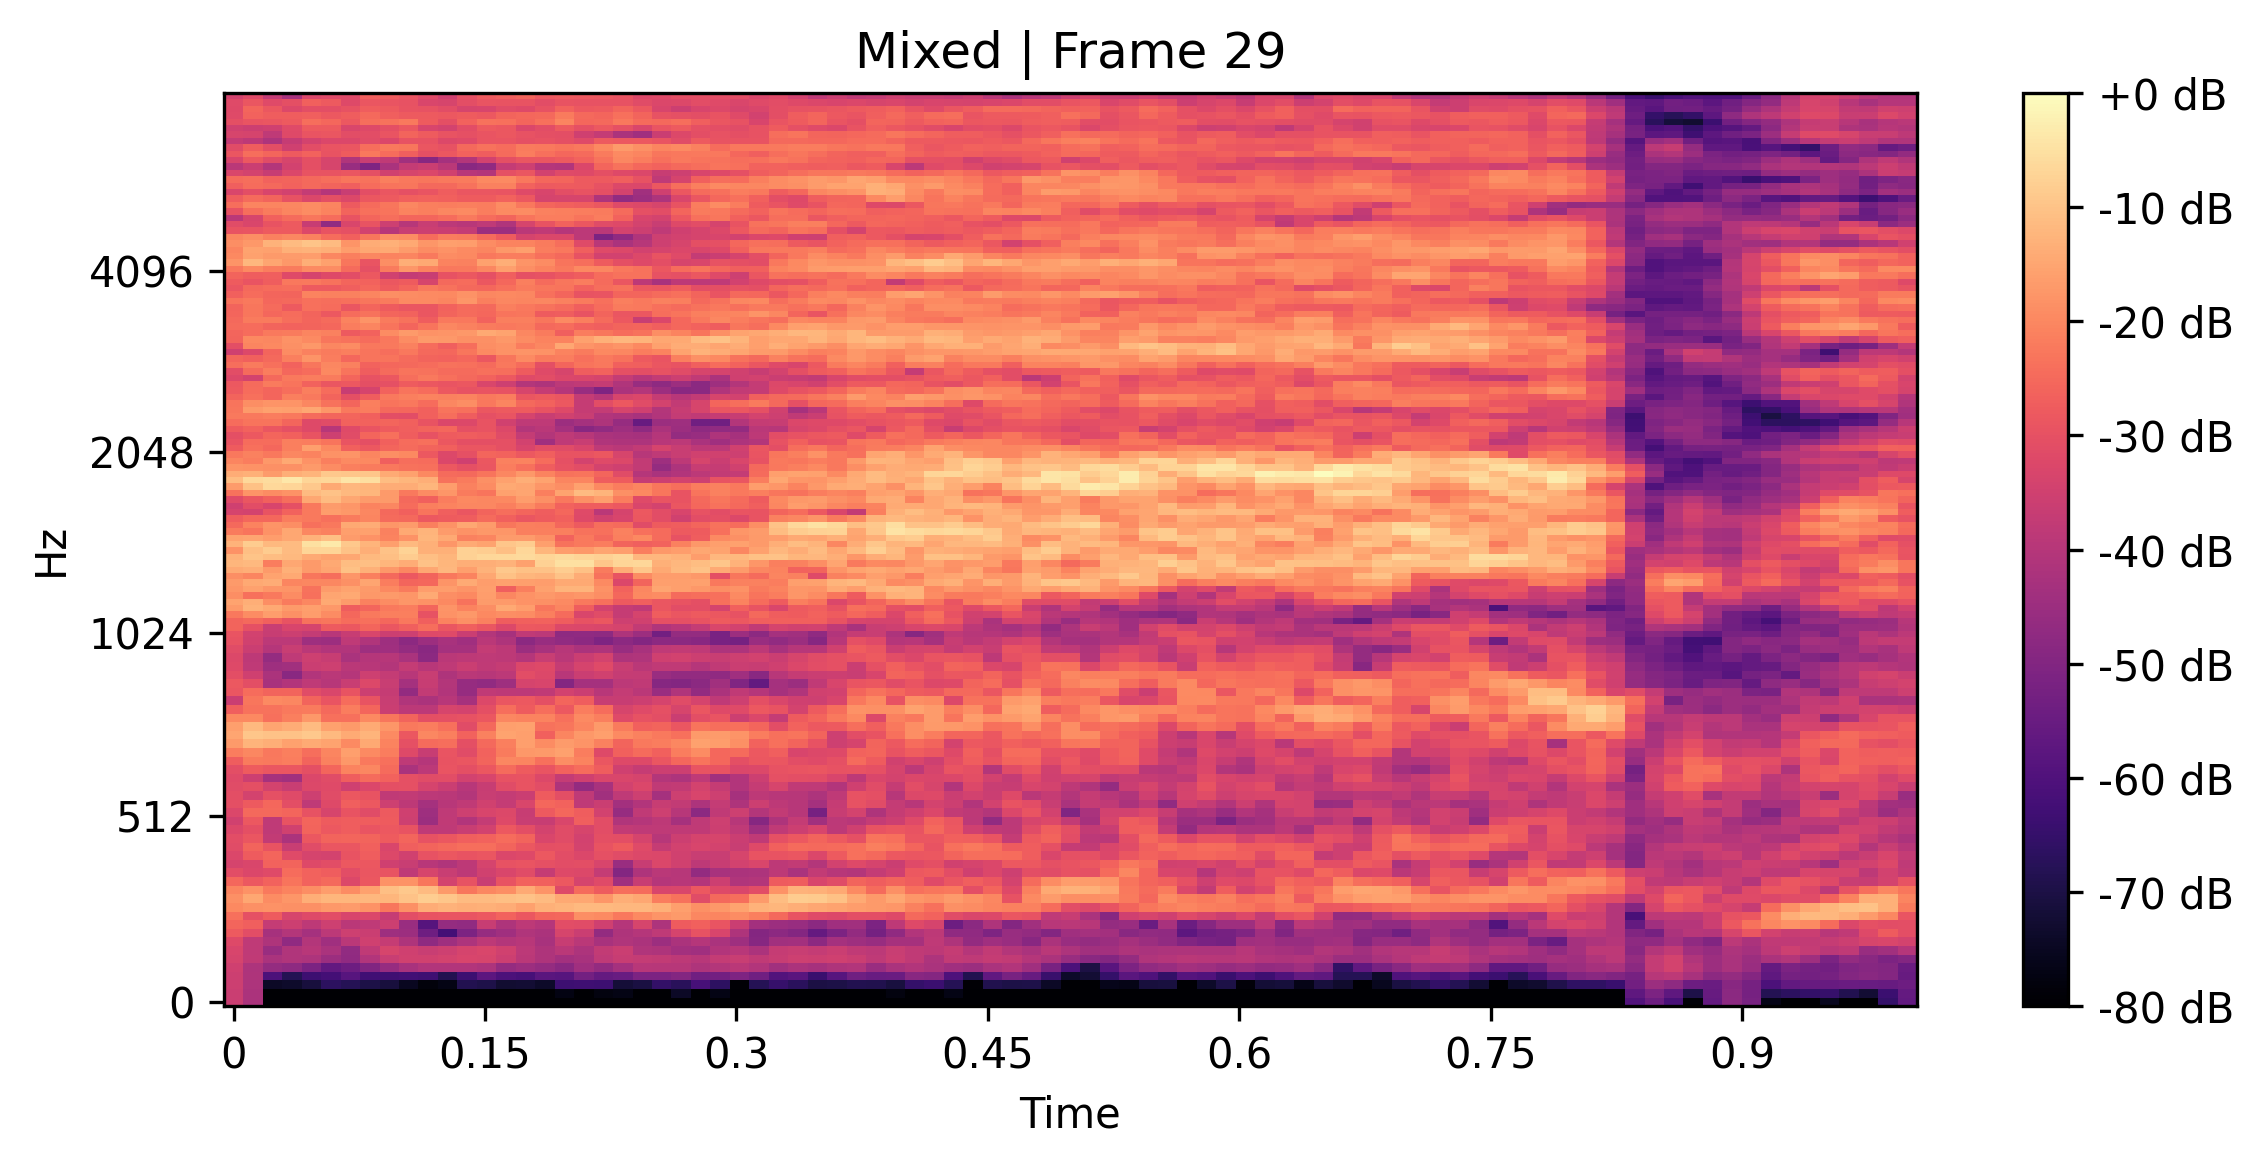 Mixed | Frame 29
Hz
4096
2048
1024
512
0
0 0.15 0.3 0.45 0.6 0.75 0.9
Time
+0 dB
-10 dB
-20 dB
-30 dB
-40 dB
-50 dB
-60 dB
-70 dB
-80 dB